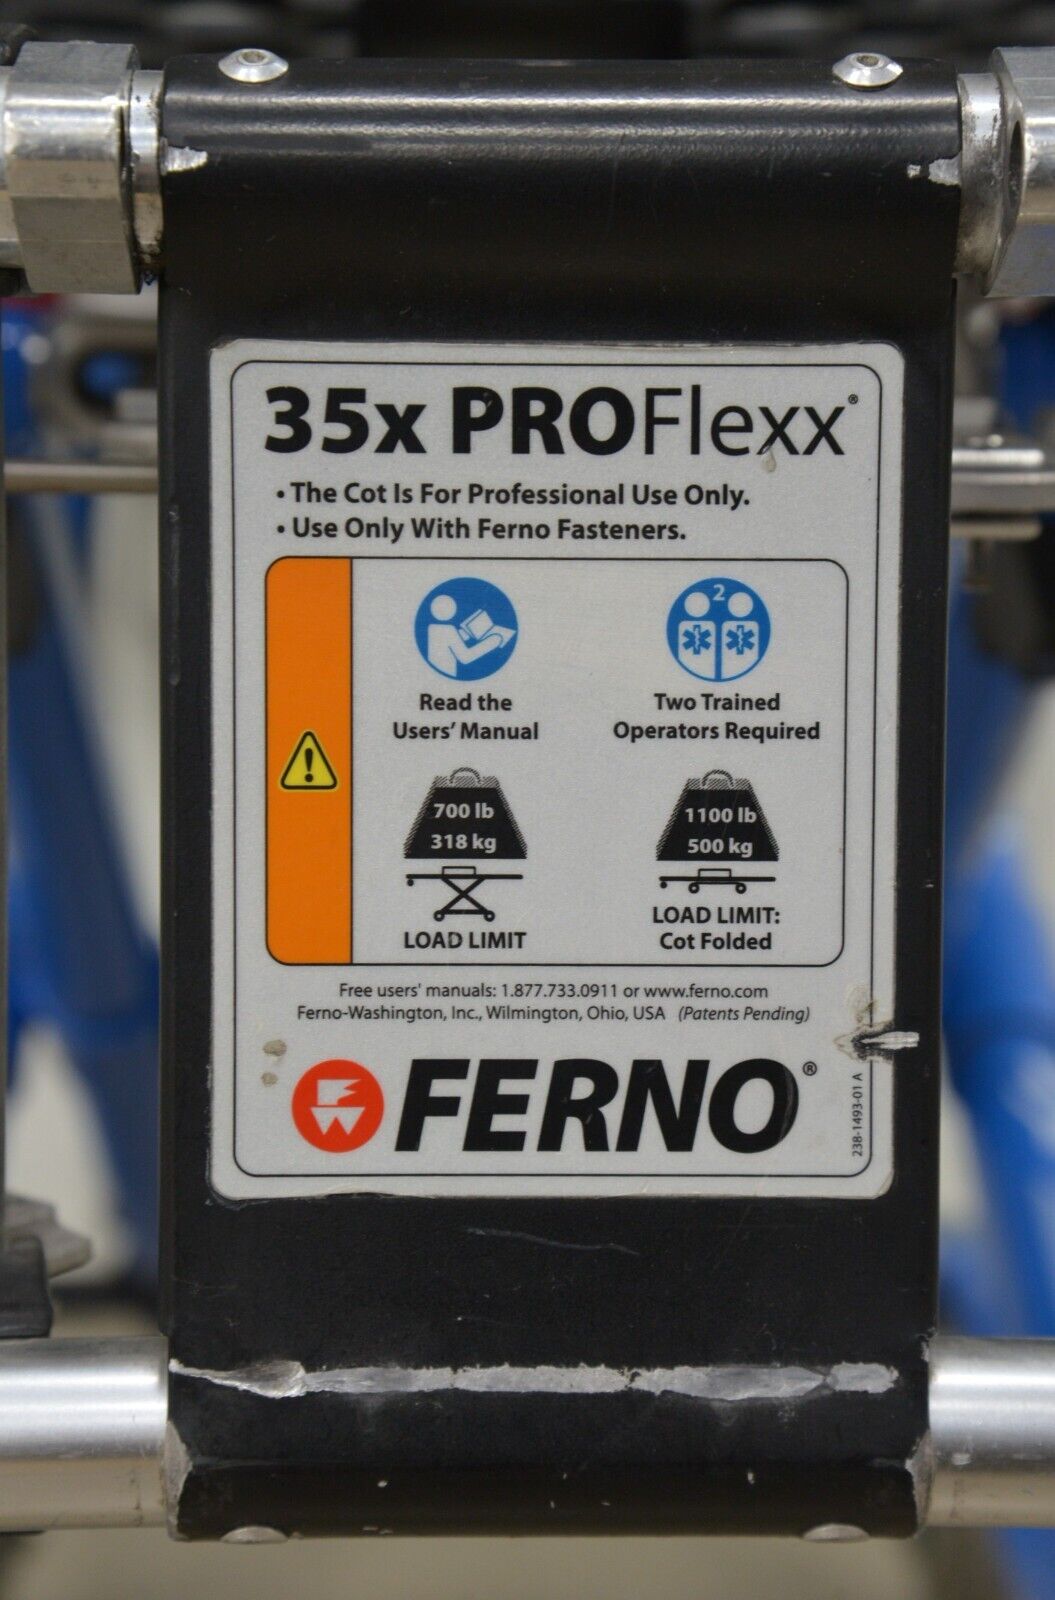 35x PROFlexx®
• The Cot Is For Professional Use Only.
• Use Only With Ferno Fasteners.
Read the
Users' Manual
2
Two Trained
Operators Required
700 lb
318 kg
LOAD LIMIT
1100 lb
500 kg
LOAD LIMIT:
Cot Folded
Free users' manuals: 1.877.733.0911 or www.ferno.com
Ferno-Washington, Inc., Wilmington, Ohio, USA (Patents Pending)
FERNO®
238-1493-01 A